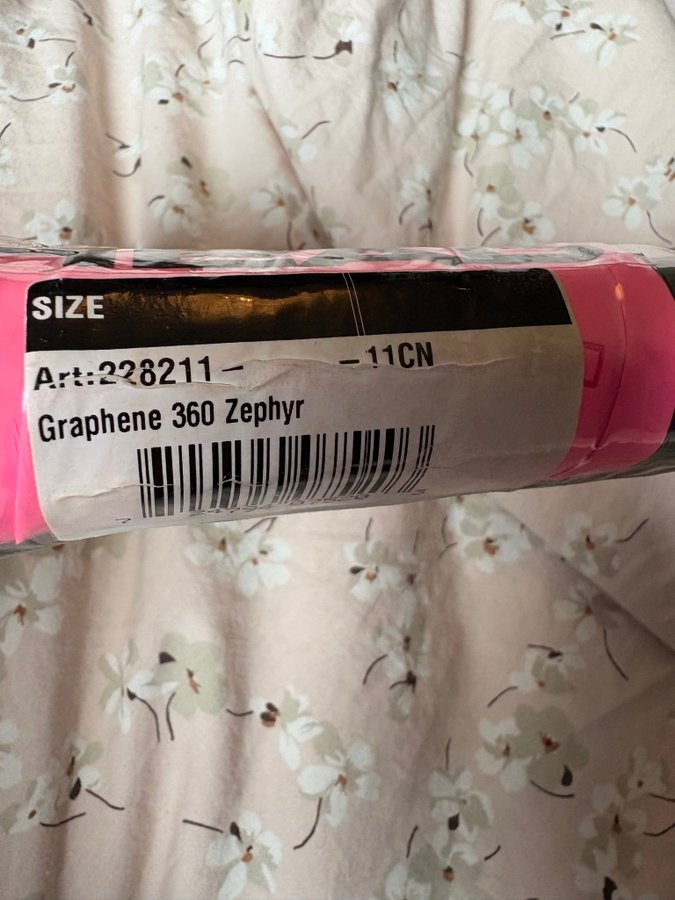 SIZE
Art:228211- -11CN
Graphene 360 Zephyr